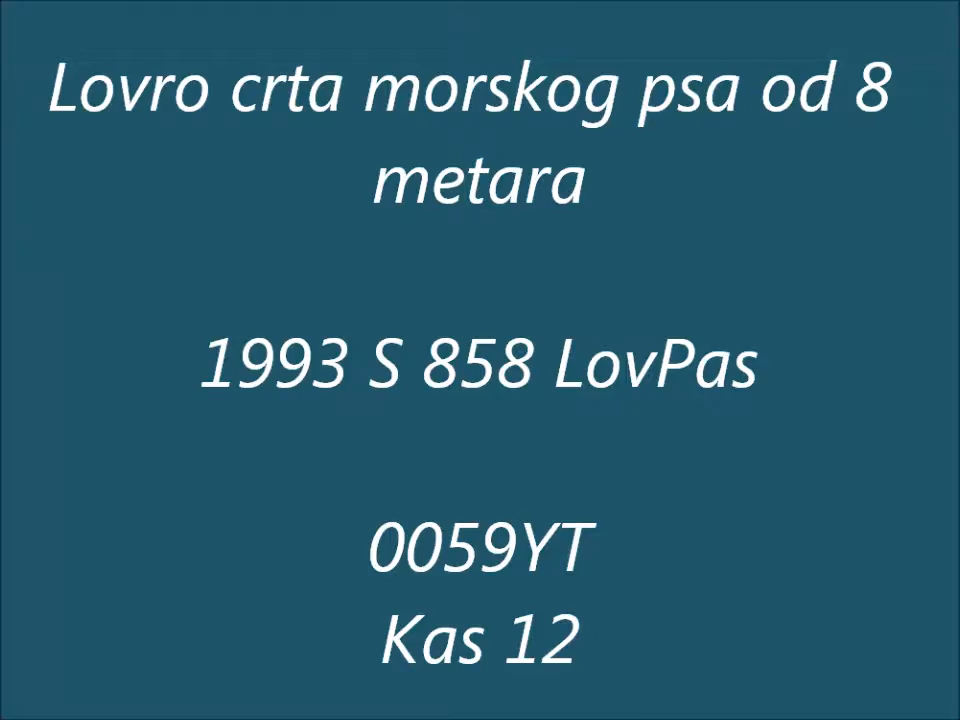 Lovro crta morskog psa od 8
metara
1993 S 858 LovPas
0059YT
Kas 12